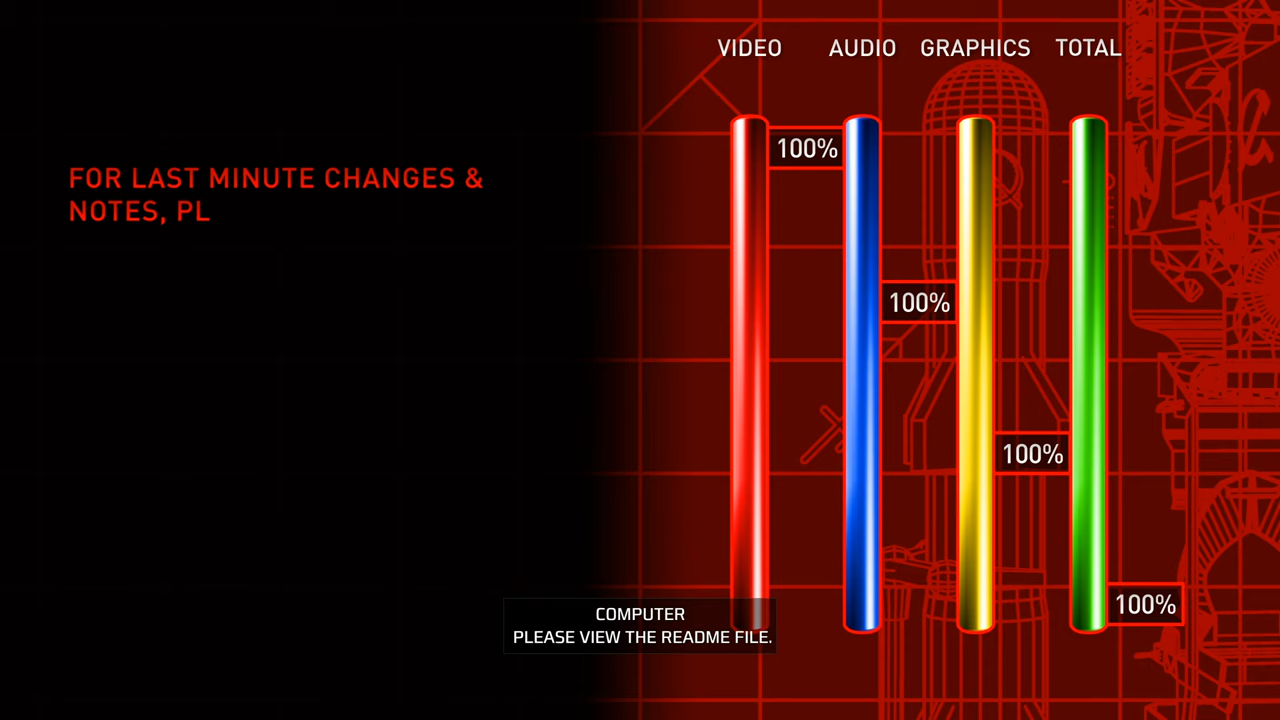 VIDEO AUDIO GRAPHICS TOTAL
100%
FOR LAST MINUTE CHANGES &
NOTES, PL
100%
100%
100%
COMPUTER
PLEASE VIEW THE README FILE.